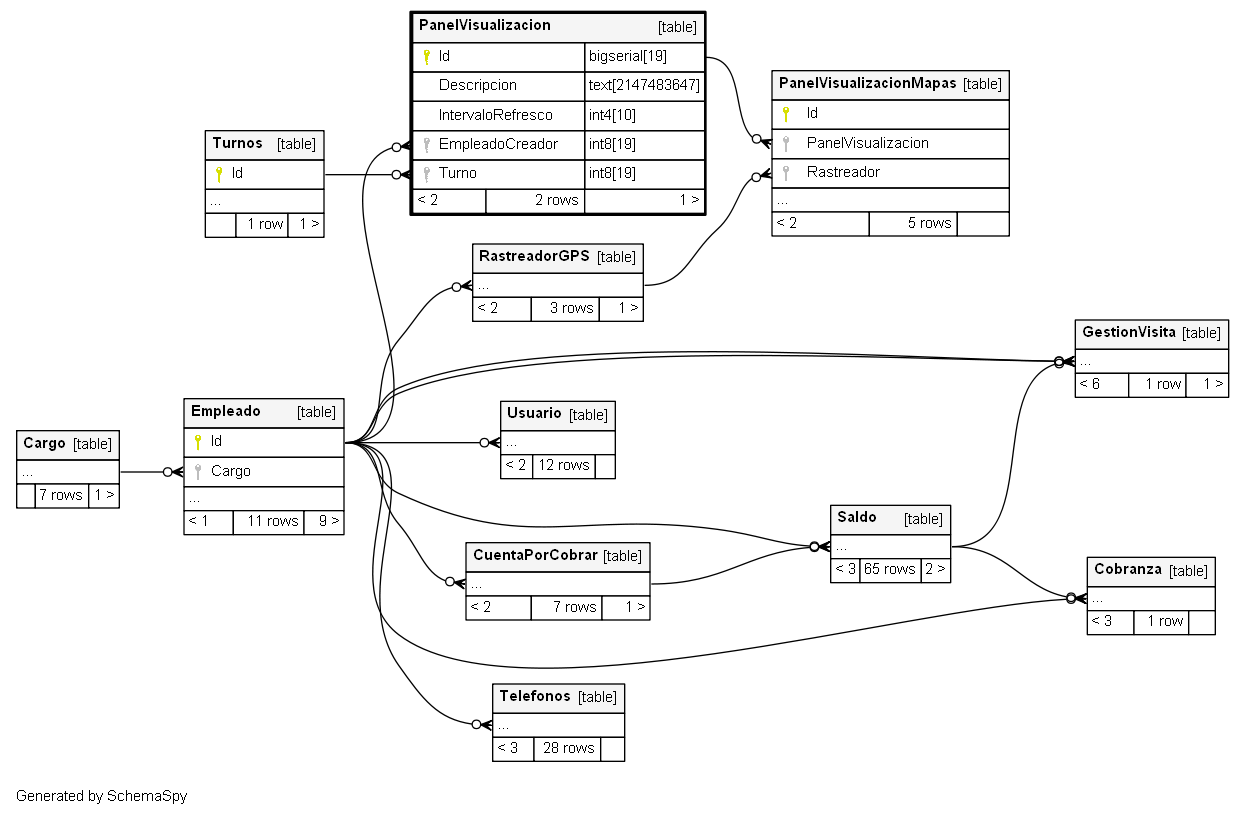 PanelVisualizacion [table]
Id bigserial[19]
Descripcion text[2147483647]
IntervaloRefresco int4[10]
EmpleadoCreador int8[19]
Turno int8[19]
< 2 2 rows 1 >
PanelVisualizacionMapas [table]
Id
PanelVisualizacion
Rastreador
...
< 2 5 rows
Turnos [table]
Id
...
1 row 1 >
RastreadorGPS [table]
...
< 2 3 rows 1 >
GestionVisita [table]
...
< 6 1 row 1 >
Empleado [table]
Id
Cargo
...
< 1 11 rows 9 >
Usuario [table]
...
< 2 12 rows
Cargo [table]
...
7 rows 1 >
Saldo [table]
...
< 3 65 rows 2 >
CuentaPorCobrar [table]
...
< 2 7 rows 1 >
Cobranza [table]
...
< 3 1 row
Telefonos [table]
...
< 3 28 rows
Generated by SchemaSpy